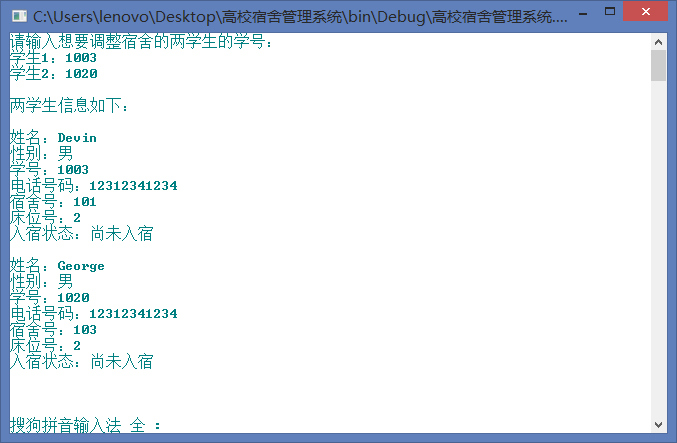 C:\Users\lenovo\Desktop\高校宿舍管理系统\bin\Debug\高校宿舍管理系统....
请输入想要调整宿舍的两学生的学号：
学生1：1003
学生2：1020
两学生信息如下：
姓名：Devin
性别：男
学号：1003
电话号码：12312341234
宿舍号：101
床位号：2
入宿状态：尚未入宿
姓名：George
性别：男
学号：1020
电话号码：12312341234
宿舍号：103
床位号：2
入宿状态：尚未入宿
搜狗拼音输入法 全 ：